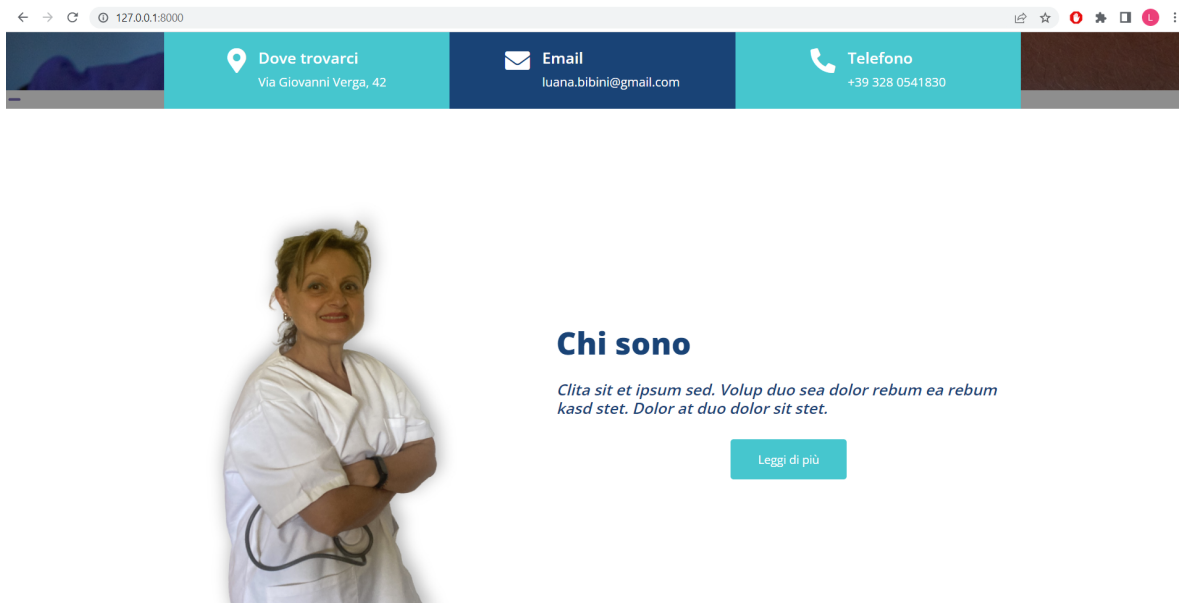 127.0.0.1:8000
L
Dove trovarci
Via Giovanni Verga, 42
Email
luana.bibini@gmail.com
Telefono
+39 328 0541830
Chi sono
Clita sit et ipsum sed. Volup duo sea dolor rebum ea rebum
kasd stet. Dolor at duo dolor sit stet.
Leggi di più